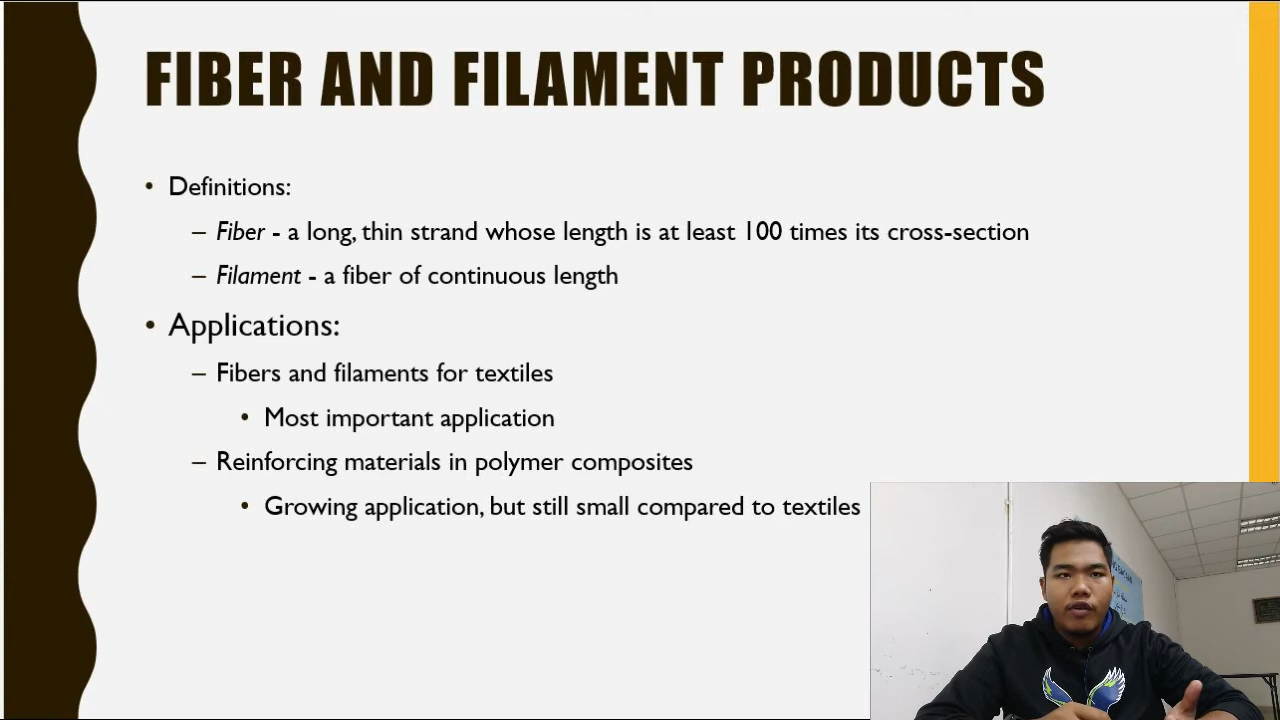 FIBER AND FILAMENT PRODUCTS
• Definitions:
– Fiber - a long, thin strand whose length is at least 100 times its cross-section
– Filament - a fiber of continuous length
• Applications:
– Fibers and filaments for textiles
• Most important application
– Reinforcing materials in polymer composites
• Growing application, but still small compared to textiles